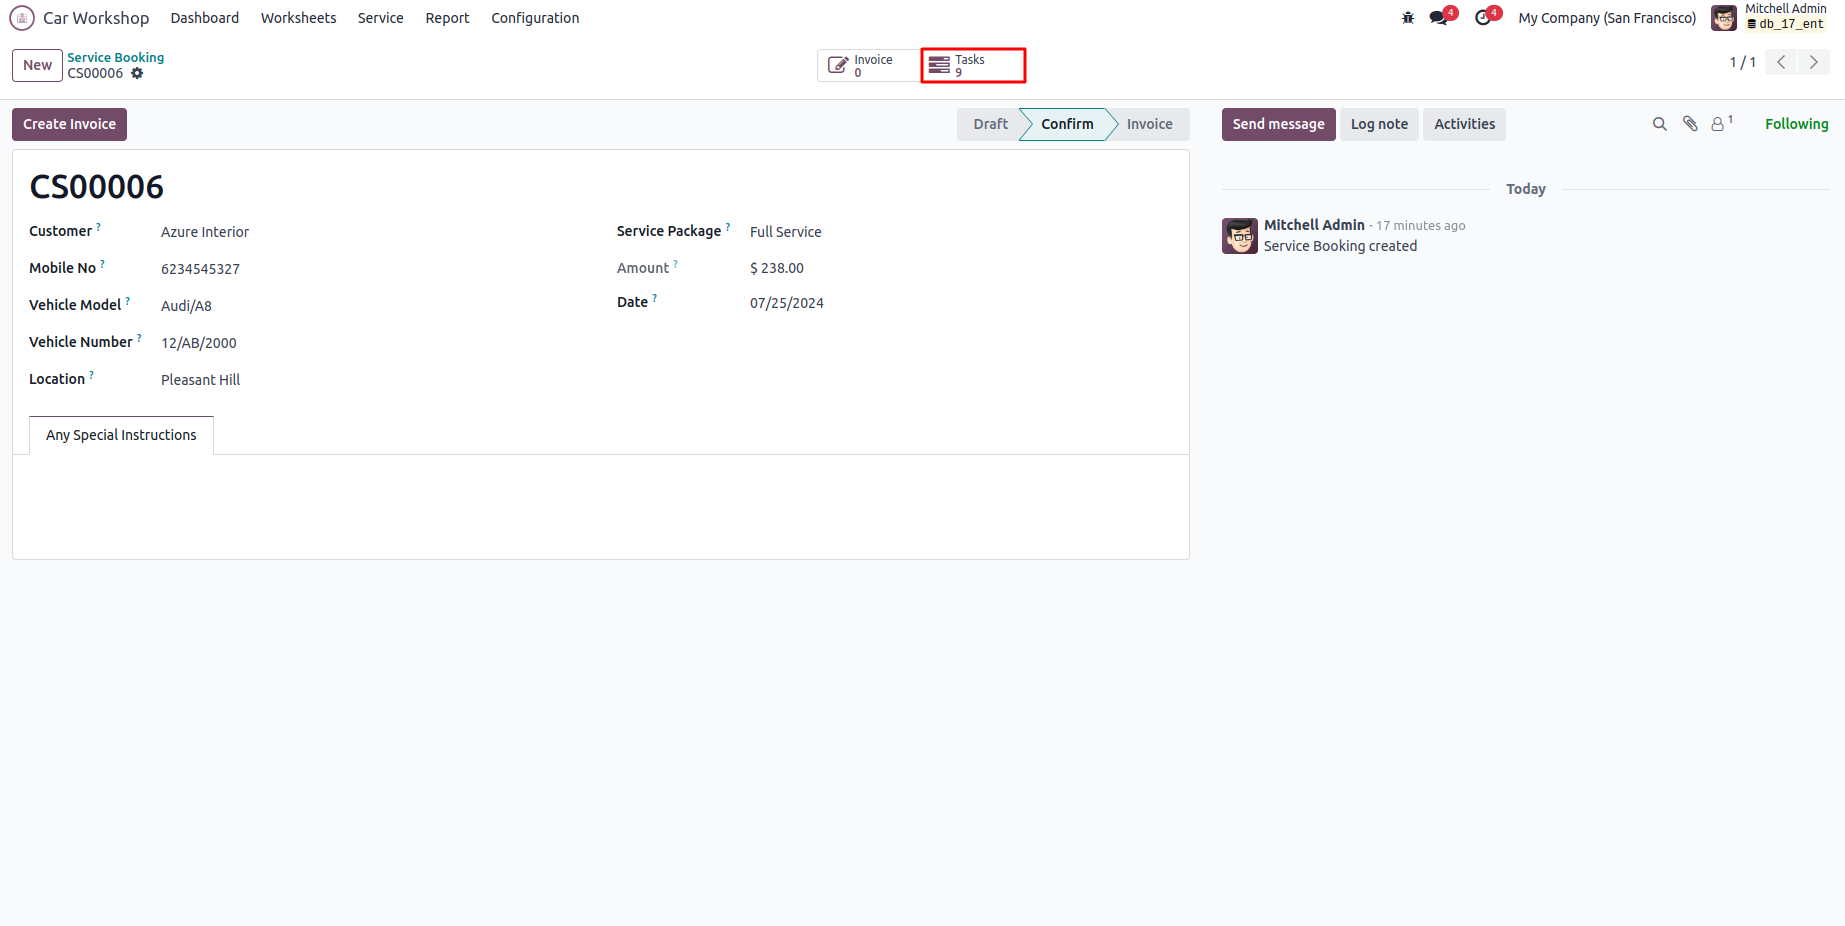 Car Workshop Dashboard Worksheets Service Report Configuration 4 4 My Company (San Francisco) Mitchell Admin
db_17_ent
New Service Booking
CS00006
Invoice
0
Tasks
9
1 / 1
Create Invoice Draft Confirm Invoice Send message Log note Activities 1 Following
CS00006
Customer ? Azure Interior
Mobile No ? 6234545327
Vehicle Model ? Audi/A8
Vehicle Number ? 12/AB/2000
Location ? Pleasant Hill
Service Package ? Full Service
Amount ? $ 238.00
Date ? 07/25/2024
Any Special Instructions
Today
Mitchell Admin - 17 minutes ago
Service Booking created